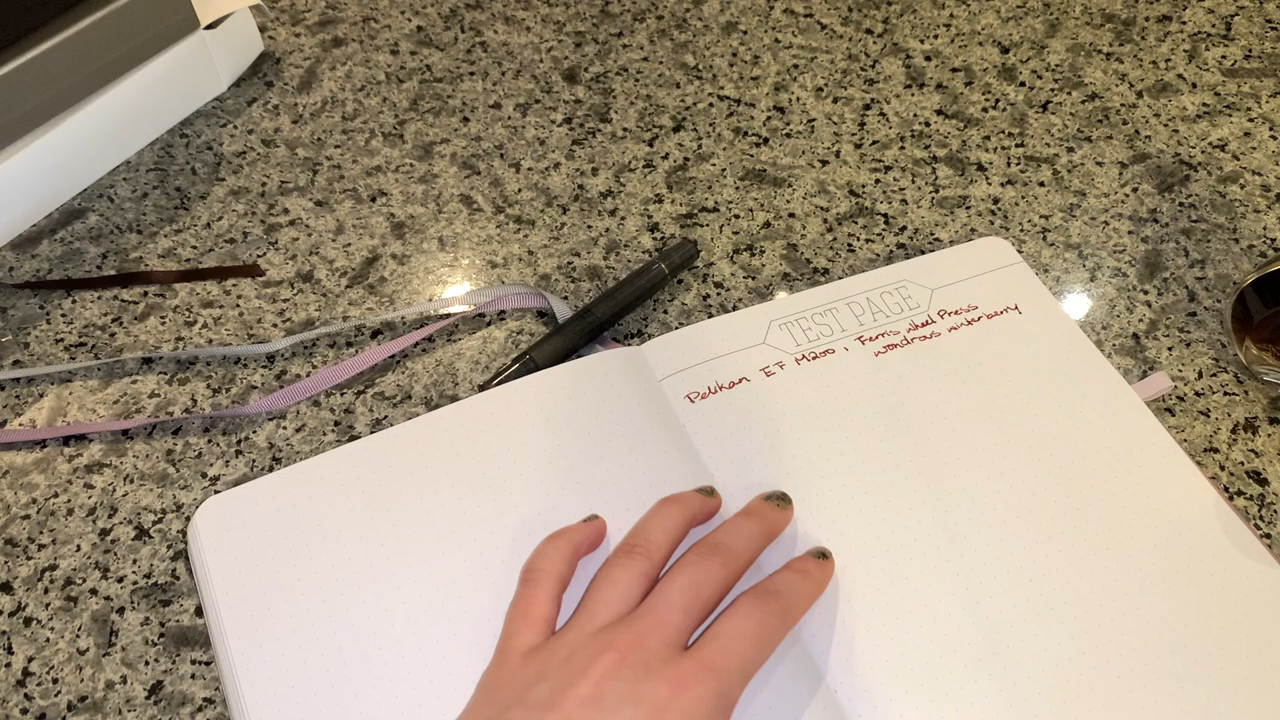 TEST PAGE
Pelikan EF M200, Ferris wheel Press
wondrous winterberry